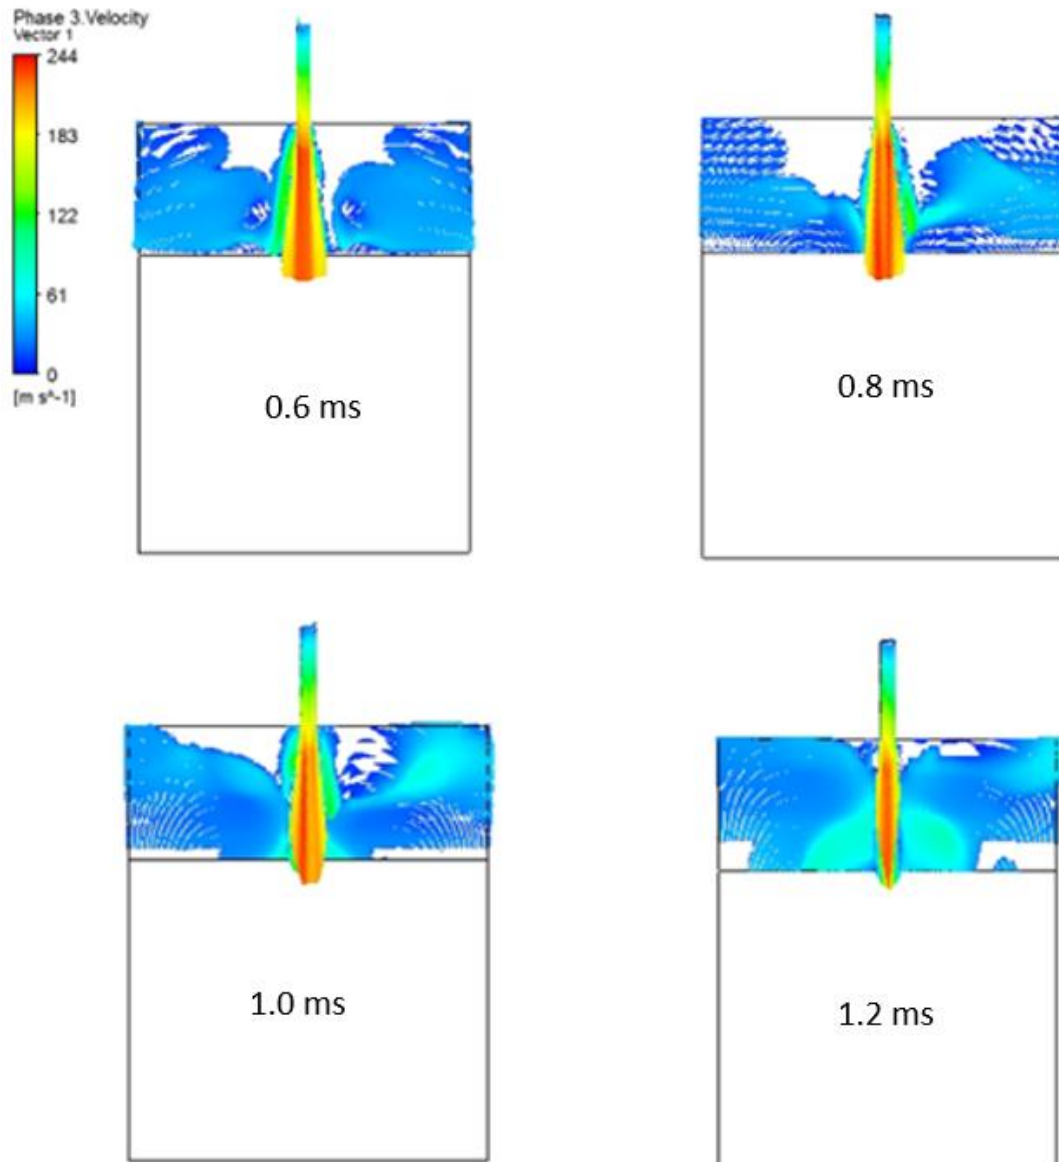 Phase 3.Velocity
Vector 1
244
183
122
61
0
[m s^-1]
0.6 ms
0.8 ms
1.0 ms
1.2 ms